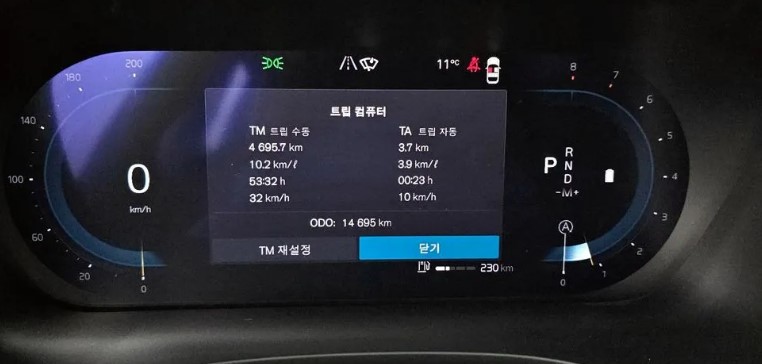 200
180
140
100
60
20
0
0
km/h
11°C
트립 컴퓨터
TM 트립 수동
TA 트립 자동
4 695.7 km
3.7 km
10.2 km/ℓ
3.9 km/ℓ
53:32 h
00:23 h
32 km/h
10 km/h
ODO: 14 695 km
TM 재설정
닫기
230 km
8
7
6
5
4
3
2
1
0
P
R
N
D
-M+
A